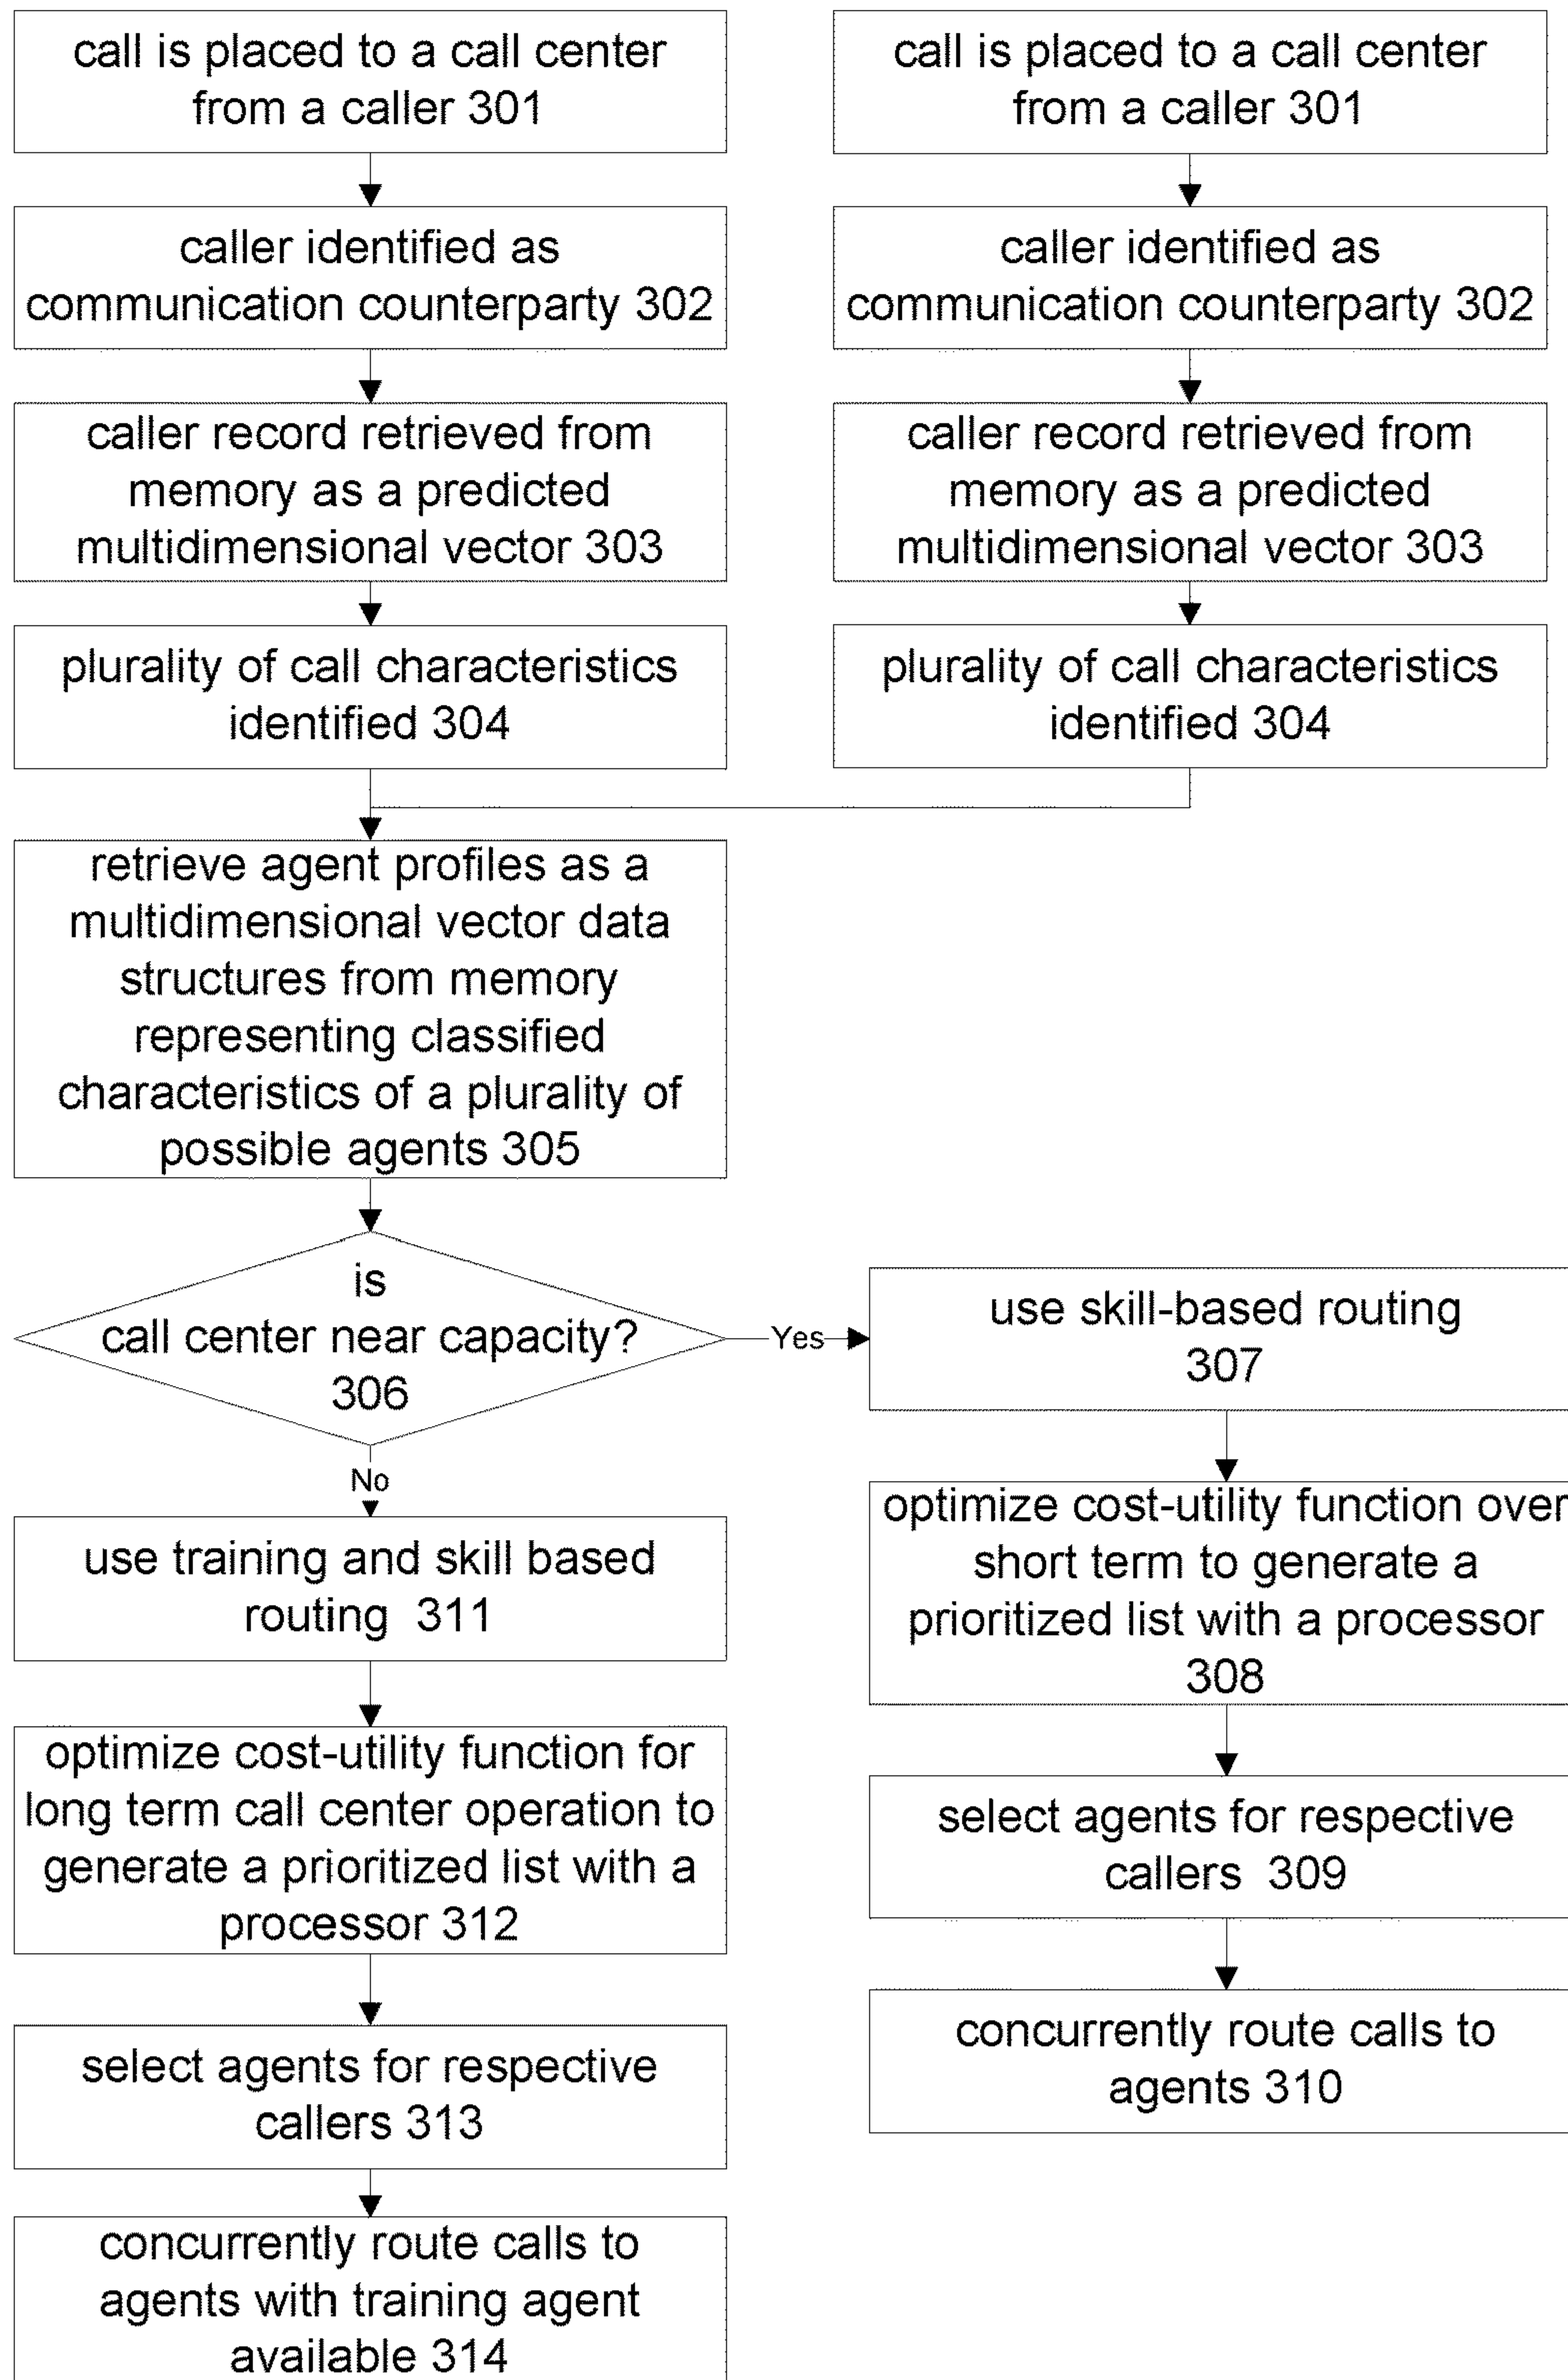 call is placed to a call center
from a caller 301
call is placed to a call center
from a caller 301
caller identified as
communication counterparty 302
caller identified as
communication counterparty 302
caller record retrieved from
memory as a predicted
multidimensional vector 303
caller record retrieved from
memory as a predicted
multidimensional vector 303
plurality of call characteristics
identified 304
plurality of call characteristics
identified 304
retrieve agent profiles as a
multidimensional vector data
structures from memory
representing classified
characteristics of a plurality of
possible agents 305
is
call center near capacity?
306
Yes
use skill-based routing
307
optimize cost-utility function over
short term to generate a
prioritized list with a processor
308
select agents for respective
callers 309
concurrently route calls to
agents 310
No
use training and skill based
routing 311
optimize cost-utility function for
long term call center operation to
generate a prioritized list with a
processor 312
select agents for respective
callers 313
concurrently route calls to
agents with training agent
available 314